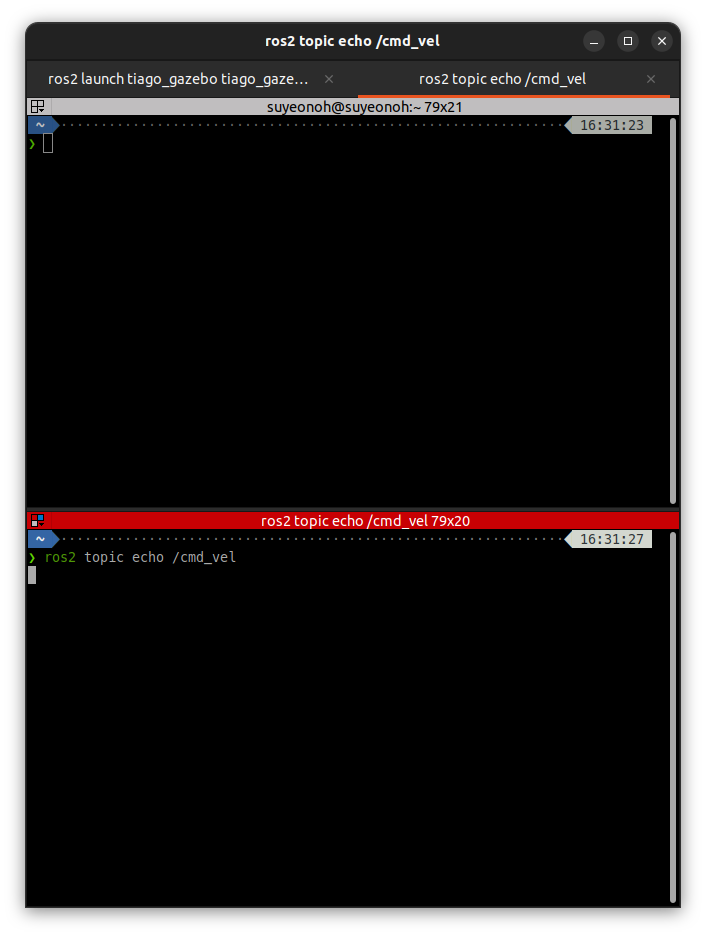 ros2 topic echo /cmd_vel
ros2 launch tiago_gazebo tiago_gaze... ros2 topic echo /cmd_vel
suyeonoh@suyeonoh:~ 79x21
~ 16:31:23
❯
ros2 topic echo /cmd_vel 79x20
~ 16:31:27
❯ ros2 topic echo /cmd_vel